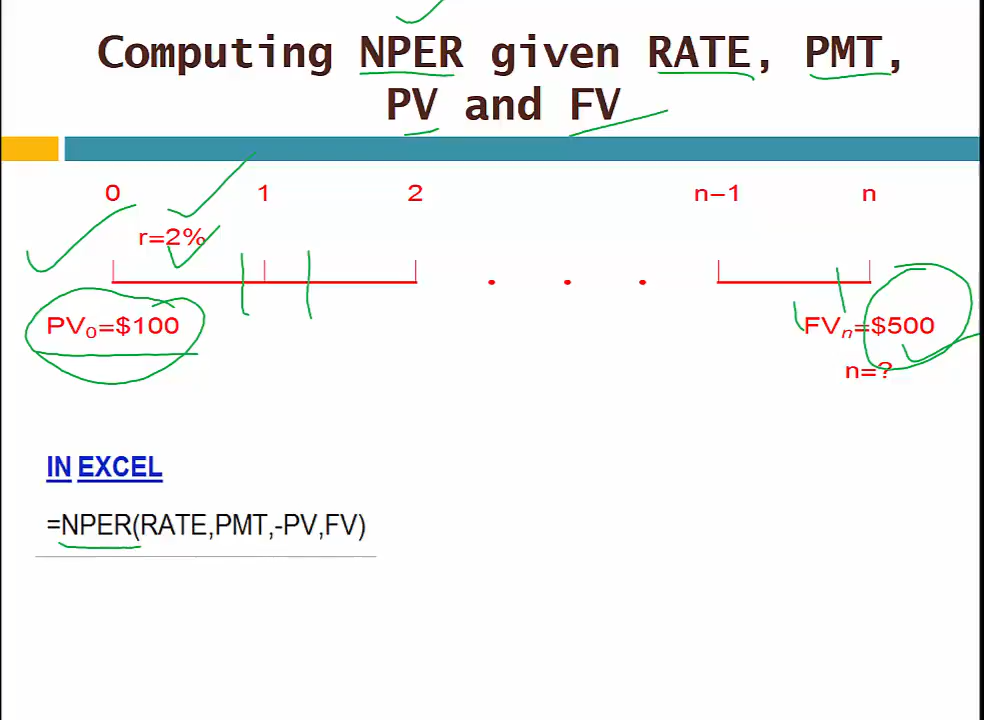 Computing NPER given RATE, PMT,
PV and FV
0 1 2 n−1 n
r=2%
PV₀=$100 FVₙ=$500
n=?
IN EXCEL
=NPER(RATE,PMT,-PV,FV)